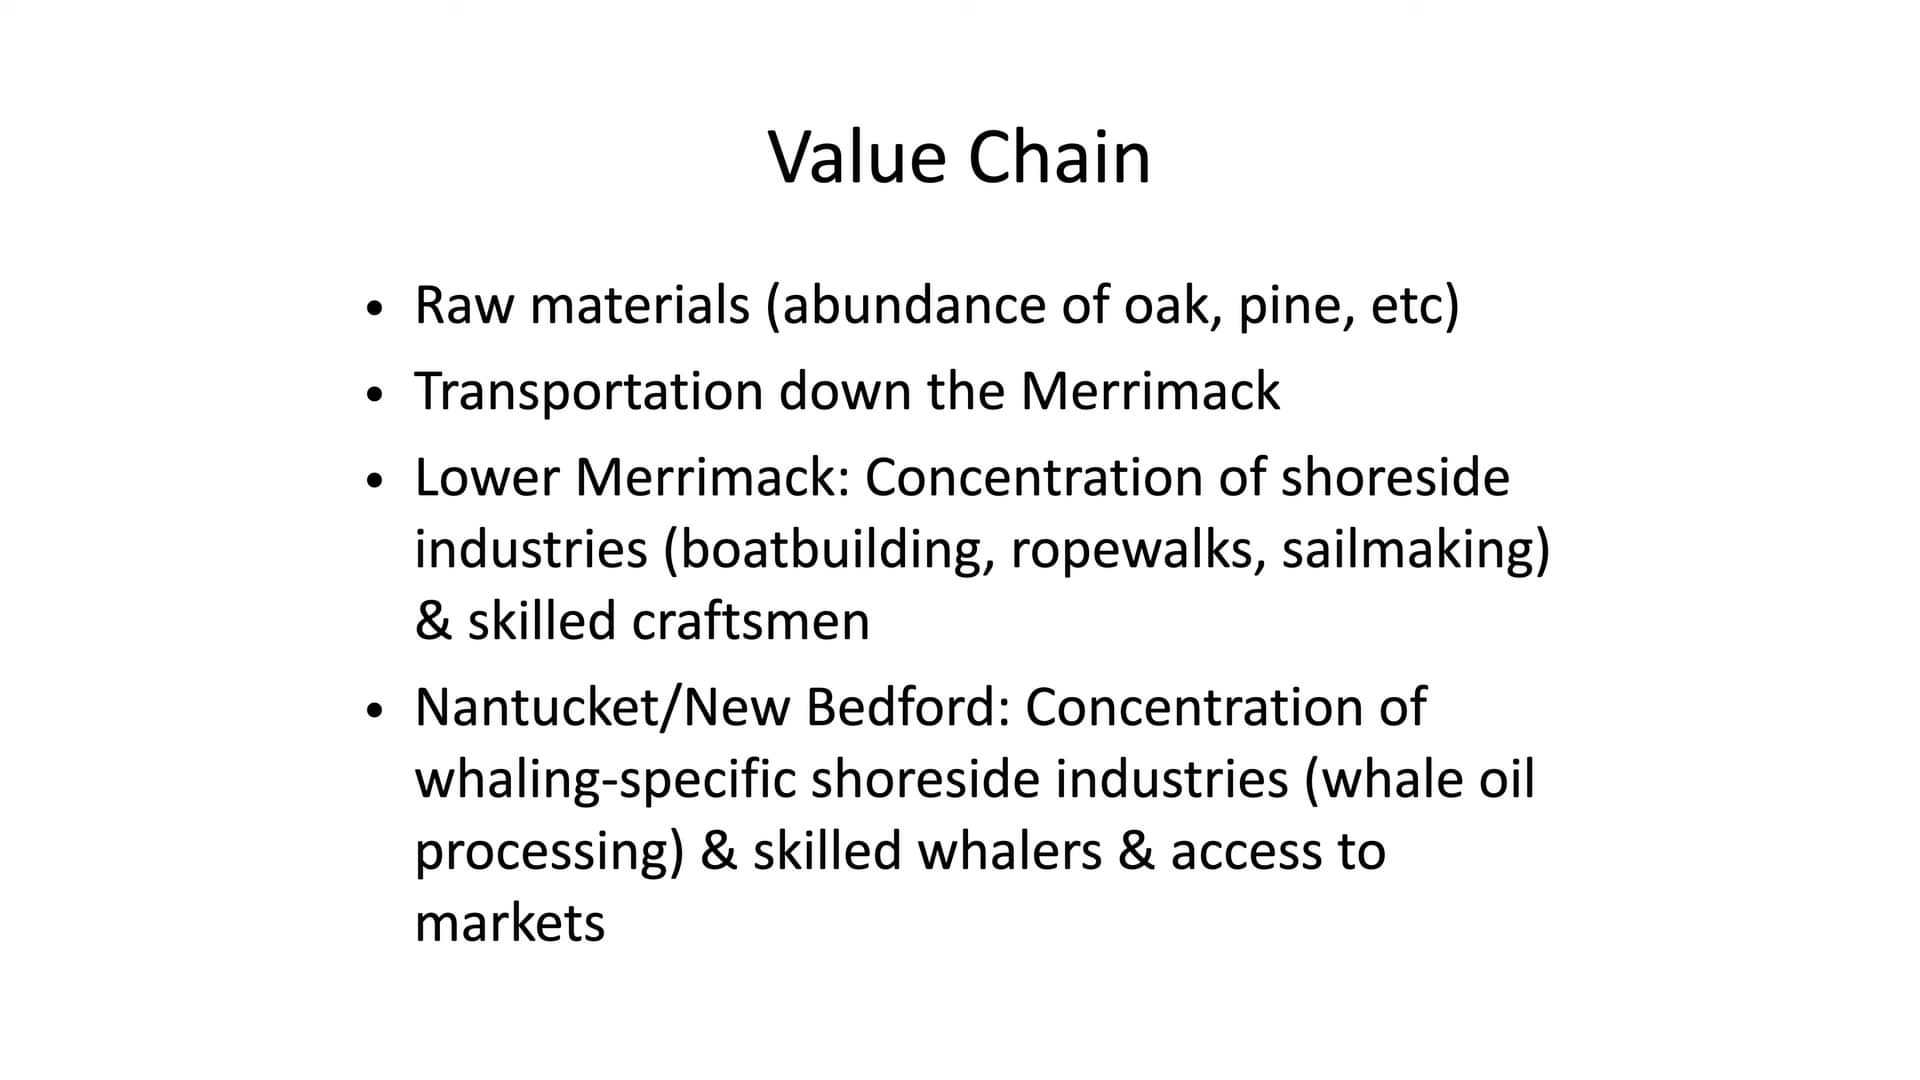 Value Chain
• Raw materials (abundance of oak, pine, etc)
• Transportation down the Merrimack
• Lower Merrimack: Concentration of shoreside
industries (boatbuilding, ropewalks, sailmaking)
& skilled craftsmen
• Nantucket/New Bedford: Concentration of
whaling-specific shoreside industries (whale oil
processing) & skilled whalers & access to
markets